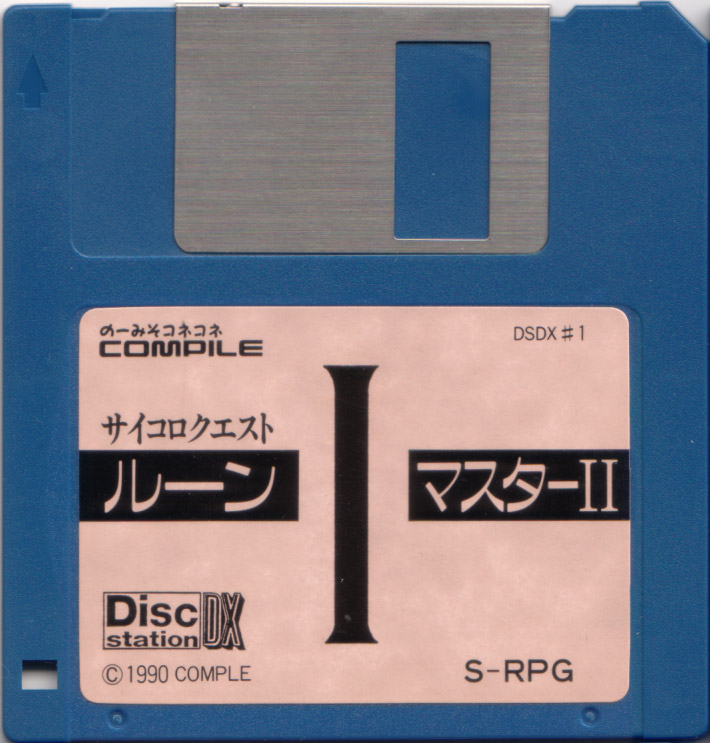 のーみそコネコネ
COMPILE
DSDX#1
サイコロクエスト
ルーン I マスターII
Disc
station DX
©1990 COMPLE
S-RPG